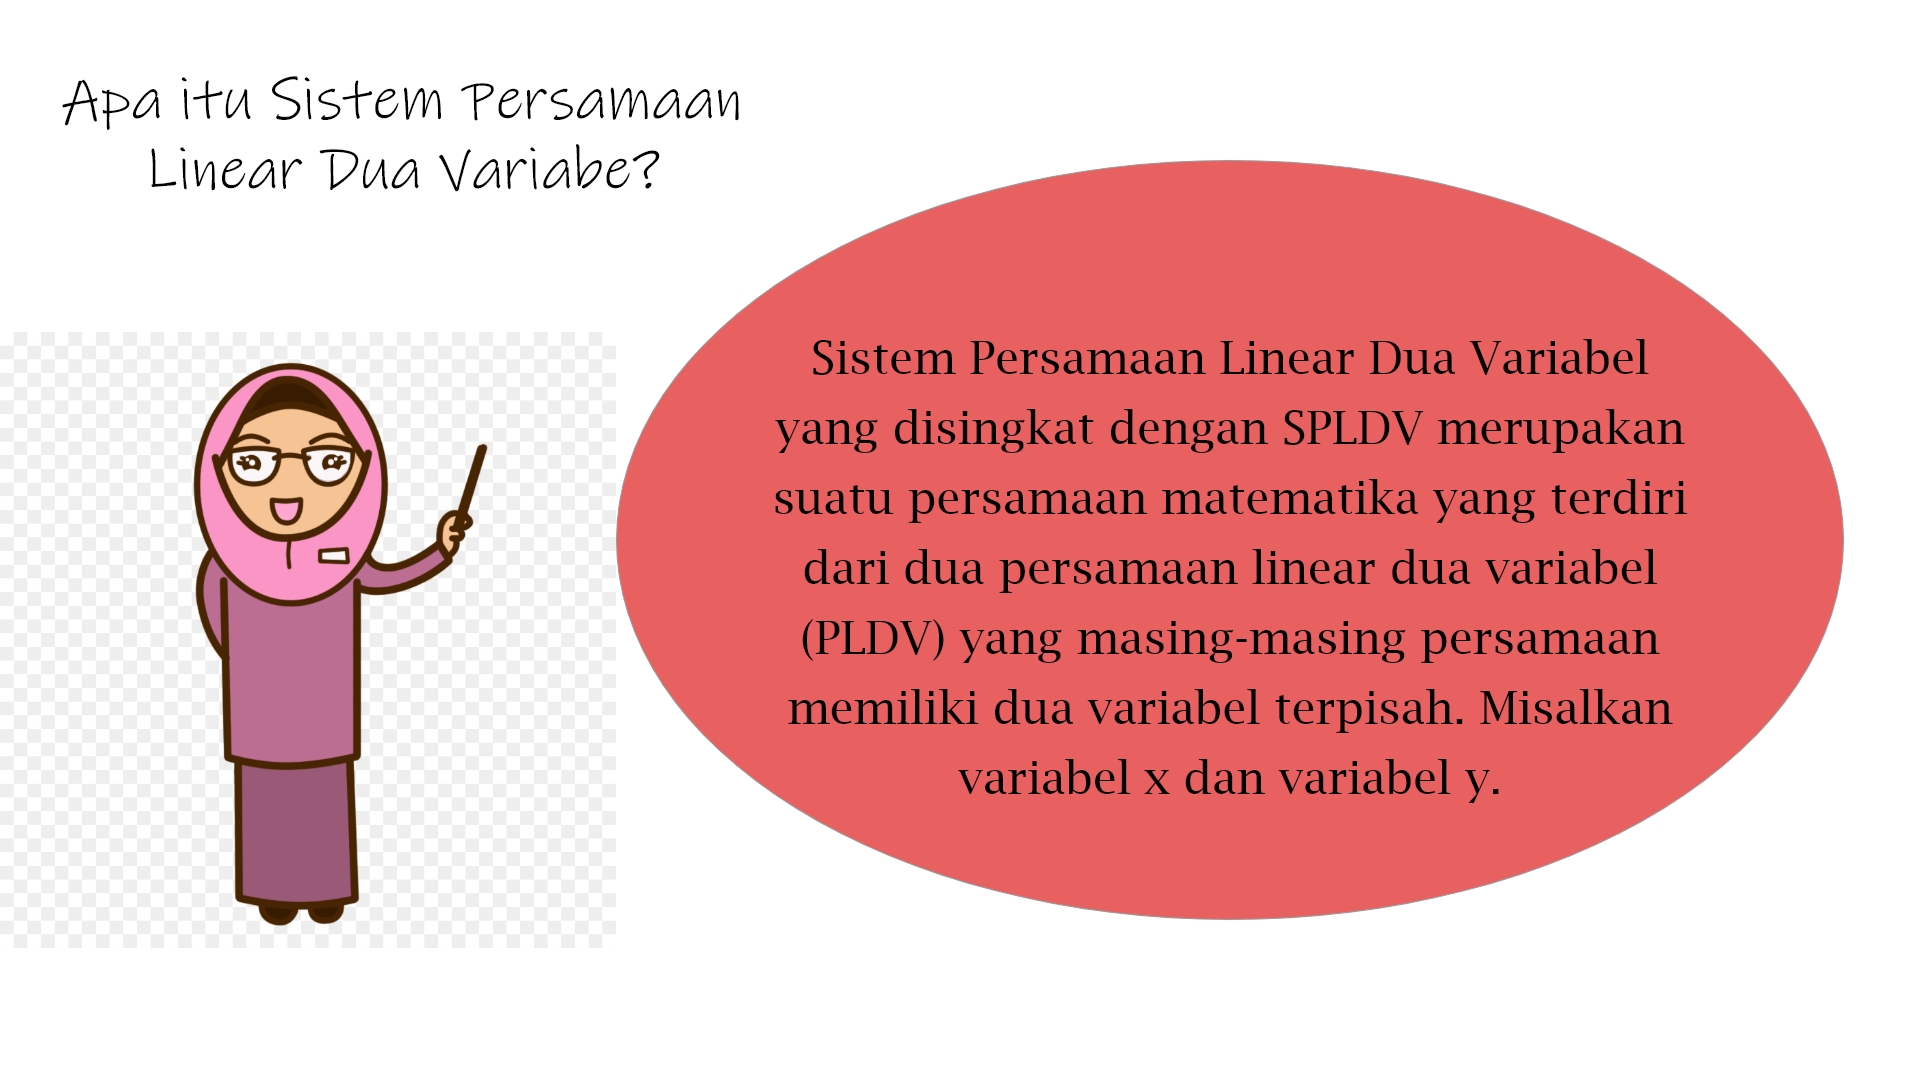 Apa itu Sistem Persamaan
Linear Dua Variabe?
Sistem Persamaan Linear Dua Variabel
yang disingkat dengan SPLDV merupakan
suatu persamaan matematika yang terdiri
dari dua persamaan linear dua variabel
(PLDV) yang masing-masing persamaan
memiliki dua variabel terpisah. Misalkan
variabel x dan variabel y.